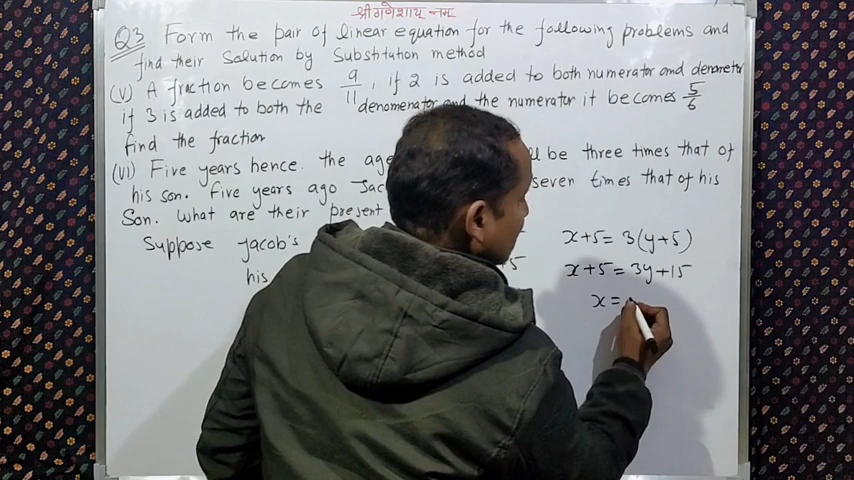 श्री गणेशाय नमः
Q3 Form the pair of linear equation for the following problems and
find their Solution by Substitution method
(V) A fraction becomes 9/11, if 2 is added to both numerator and denometer
if 3 is added to both the denomenator and the numerator it becomes 5/6
find the fraction
(VI) Five years hence. the age be three times that of
his son. Five years ago Jac seven times that of his
Son. What are their present
Suppose Jacob's
his 5
x+5 = 3(y+5)
x+5 = 3y+15
x =